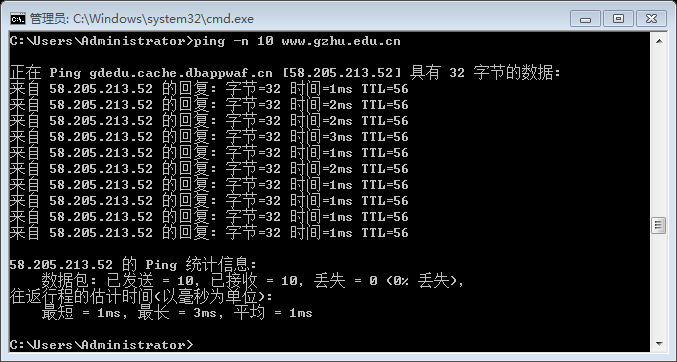 管理员: C:\Windows\system32\cmd.exe
C:\Users\Administrator>ping -n 10 www.gzhu.edu.cn
正在 Ping gdedu.cache.dbappwaf.cn [58.205.213.52] 具有 32 字节的数据:
来自 58.205.213.52 的回复: 字节=32 时间=1ms TTL=56
来自 58.205.213.52 的回复: 字节=32 时间=2ms TTL=56
来自 58.205.213.52 的回复: 字节=32 时间=2ms TTL=56
来自 58.205.213.52 的回复: 字节=32 时间=3ms TTL=56
来自 58.205.213.52 的回复: 字节=32 时间=1ms TTL=56
来自 58.205.213.52 的回复: 字节=32 时间=2ms TTL=56
来自 58.205.213.52 的回复: 字节=32 时间=1ms TTL=56
来自 58.205.213.52 的回复: 字节=32 时间=1ms TTL=56
来自 58.205.213.52 的回复: 字节=32 时间=1ms TTL=56
来自 58.205.213.52 的回复: 字节=32 时间=1ms TTL=56
58.205.213.52 的 Ping 统计信息:
数据包: 已发送 = 10, 已接收 = 10, 丢失 = 0 (0% 丢失),
往返行程的估计时间(以毫秒为单位):
最短 = 1ms, 最长 = 3ms, 平均 = 1ms
C:\Users\Administrator>